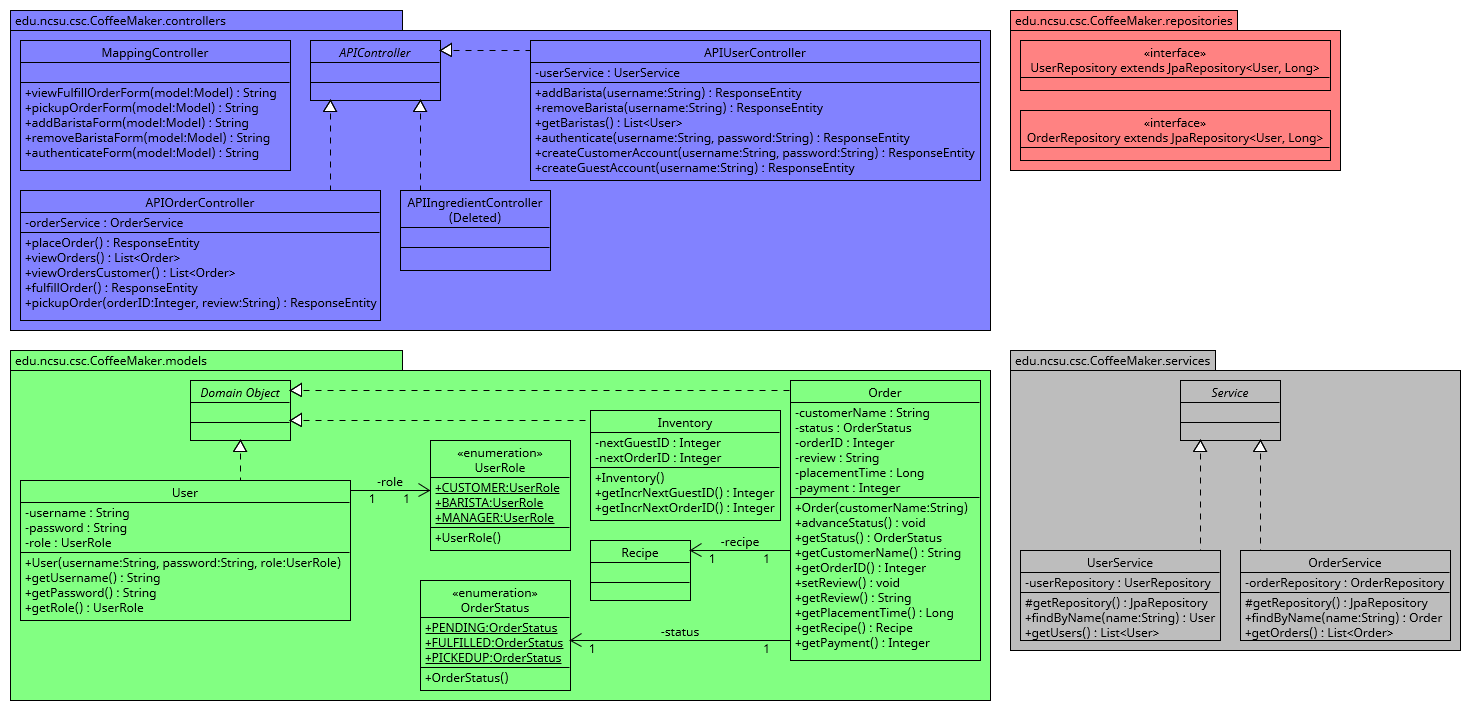 edu.ncsu.csc.CoffeeMaker.controllers
MappingController
+viewFulfillOrderForm(model:Model) : String
+pickupOrderForm(model:Model) : String
+addBaristaForm(model:Model) : String
+removeBaristaForm(model:Model) : String
+authenticateForm(model:Model) : String
APIController
APIUserController
-userService : UserService
+addBarista(username:String) : ResponseEntity
+removeBarista(username:String) : ResponseEntity
+getBaristas() : List<User>
+authenticate(username:String, password:String) : ResponseEntity
+createCustomerAccount(username:String, password:String) : ResponseEntity
+createGuestAccount(username:String) : ResponseEntity
APIOrderController
-orderService : OrderService
+placeOrder() : ResponseEntity
+viewOrders() : List<Order>
+viewOrdersCustomer() : List<Order>
+fulfillOrder() : ResponseEntity
+pickupOrder(orderID:Integer, review:String) : ResponseEntity
APIIngredientController
(Deleted)
edu.ncsu.csc.CoffeeMaker.repositories
«interface»
UserRepository extends JpaRepository<User, Long>
«interface»
OrderRepository extends JpaRepository<User, Long>
edu.ncsu.csc.CoffeeMaker.models
Domain Object
User
-username : String
-password : String
-role : UserRole
+User(username:String, password:String, role:UserRole)
+getUsername() : String
+getPassword() : String
+getRole() : UserRole
-role
1 1
«enumeration»
UserRole
+CUSTOMER:UserRole
+BARISTA:UserRole
+MANAGER:UserRole
+UserRole()
«enumeration»
OrderStatus
+PENDING:OrderStatus
+FULFILLED:OrderStatus
+PICKEDUP:OrderStatus
+OrderStatus()
Inventory
-nextGuestID : Integer
-nextOrderID : Integer
+Inventory()
+getIncrNextGuestID() : Integer
+getIncrNextOrderID() : Integer
Recipe
-recipe
1 1
-status
1 1
Order
-customerName : String
-status : OrderStatus
-orderID : Integer
-review : String
-placementTime : Long
-payment : Integer
+Order(customerName:String)
+advanceStatus() : void
+getStatus() : OrderStatus
+getCustomerName() : String
+getOrderID() : Integer
+setReview() : void
+getReview() : String
+getPlacementTime() : Long
+getRecipe() : Recipe
+getPayment() : Integer
edu.ncsu.csc.CoffeeMaker.services
Service
UserService
-userRepository : UserRepository
#getRepository() : JpaRepository
+findByName(name:String) : User
+getUsers() : List<User>
OrderService
-orderRepository : OrderRepository
#getRepository() : JpaRepository
+findByName(name:String) : Order
+getOrders() : List<Order>